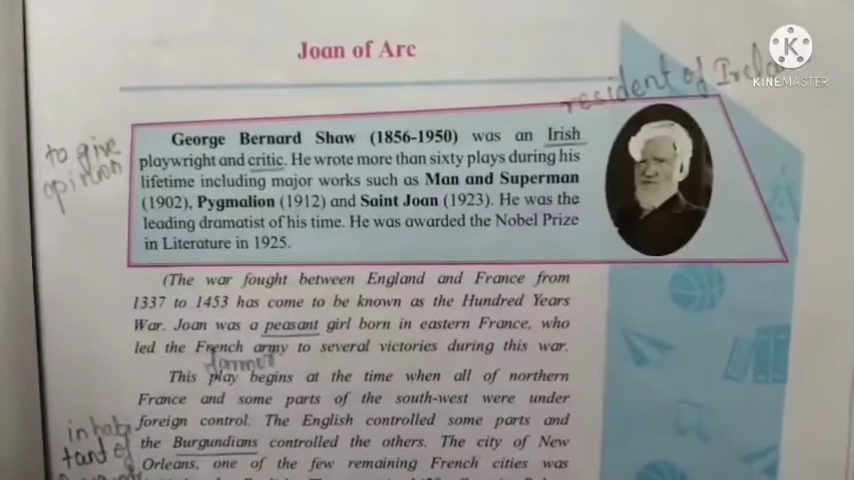 Joan of Arc
KINEMASTER
resident of
to give
opinion
George Bernard Shaw (1856-1950) was an Irish
playwright and critic. He wrote more than sixty plays during his
lifetime including major works such as Man and Superman
(1902), Pygmalion (1912) and Saint Joan (1923). He was the
leading dramatist of his time. He was awarded the Nobel Prize
in Literature in 1925.
(The war fought between England and France from
1337 to 1453 has come to be known as the Hundred Years
War. Joan was a peasant girl born in eastern France, who
led the French army to several victories during this war.
farmer
This play begins at the time when all of northern
France and some parts of the south-west were under
inhabi
foreign control. The English controlled some parts and
tant of
the Burgundians controlled the others. The city of New
Orleans, one of the few remaining French cities was